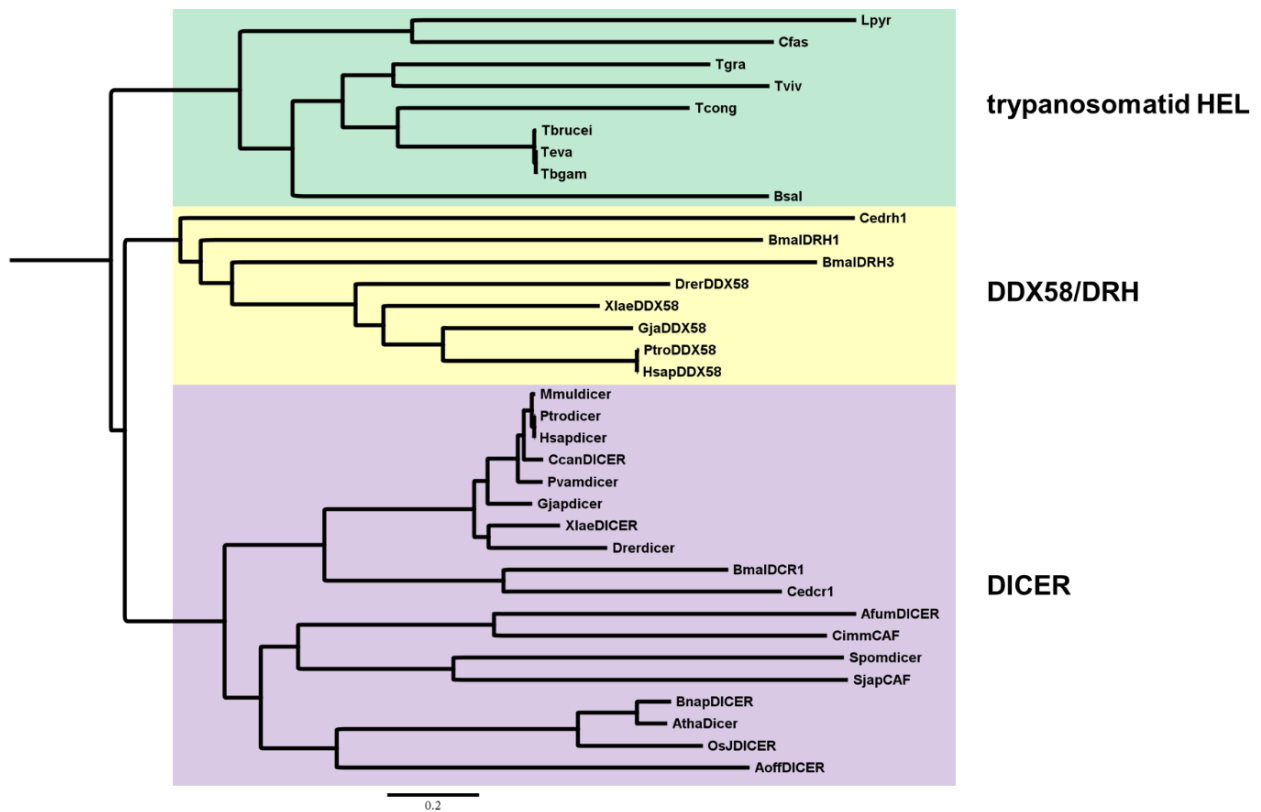 Lpyr
Cfas
Tgra
Tviv
Tcong
trypanosomatid HEL
Tbrucei
Teva
Tbgam
Bsal
Cedrh1
BmalDRH1
BmalDRH3
DrerDDX58
DDX58/DRH
XlaeDDX58
GjaDDX58
PtroDDX58
HsapDDX58
Mmuldicer
Ptrodicer
Hsapdicer
CcanDICER
Pvamdicer
Gjapdicer
XlaeDICER
Drerdicer
BmalDCR1
DICER
Cedcr1
AfumDICER
CimmCAF
Spomdicer
SjapCAF
BnapDICER
AthaDicer
OsJDICER
AoffDICER
0.2